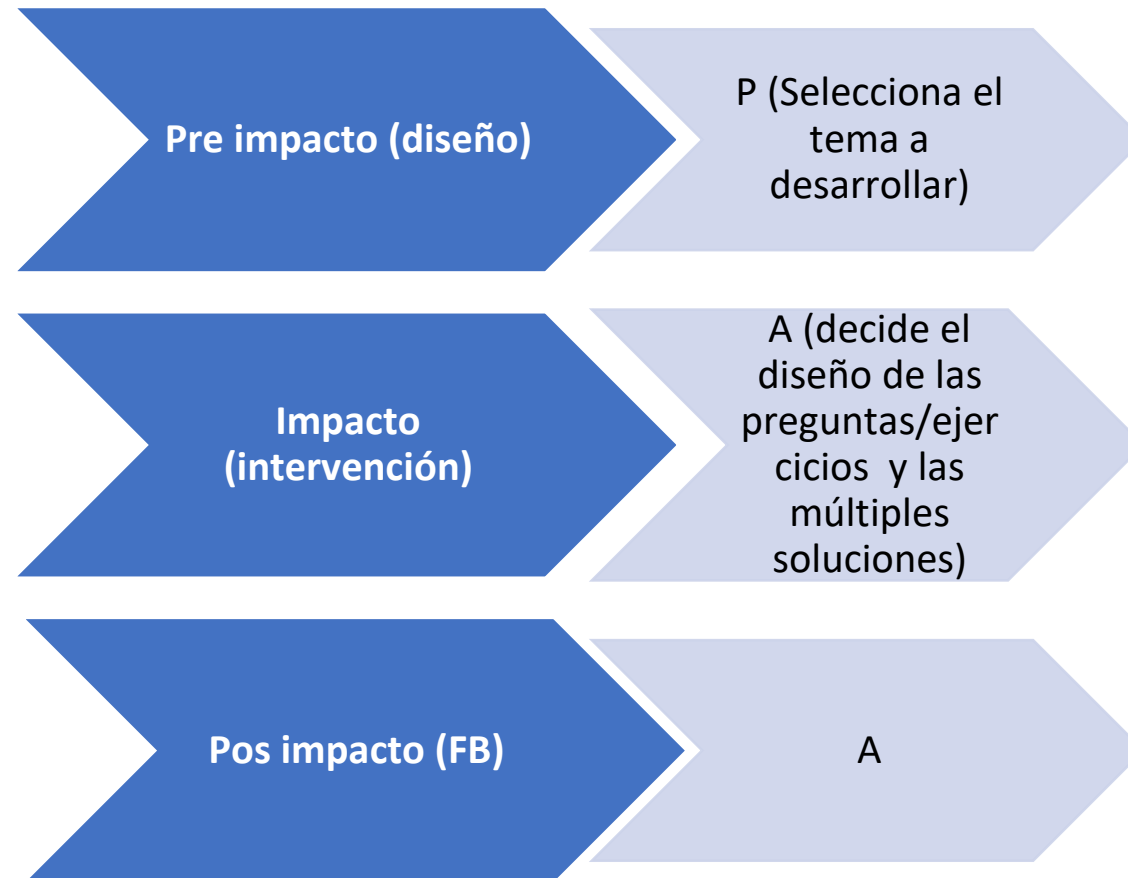 Pre impacto (diseño)
P (Selecciona el
tema a
desarrollar)
Impacto
(intervención)
A (decide el
diseño de las
preguntas/ejer
cicios  y las
múltiples
soluciones)
Pos impacto (FB)
A